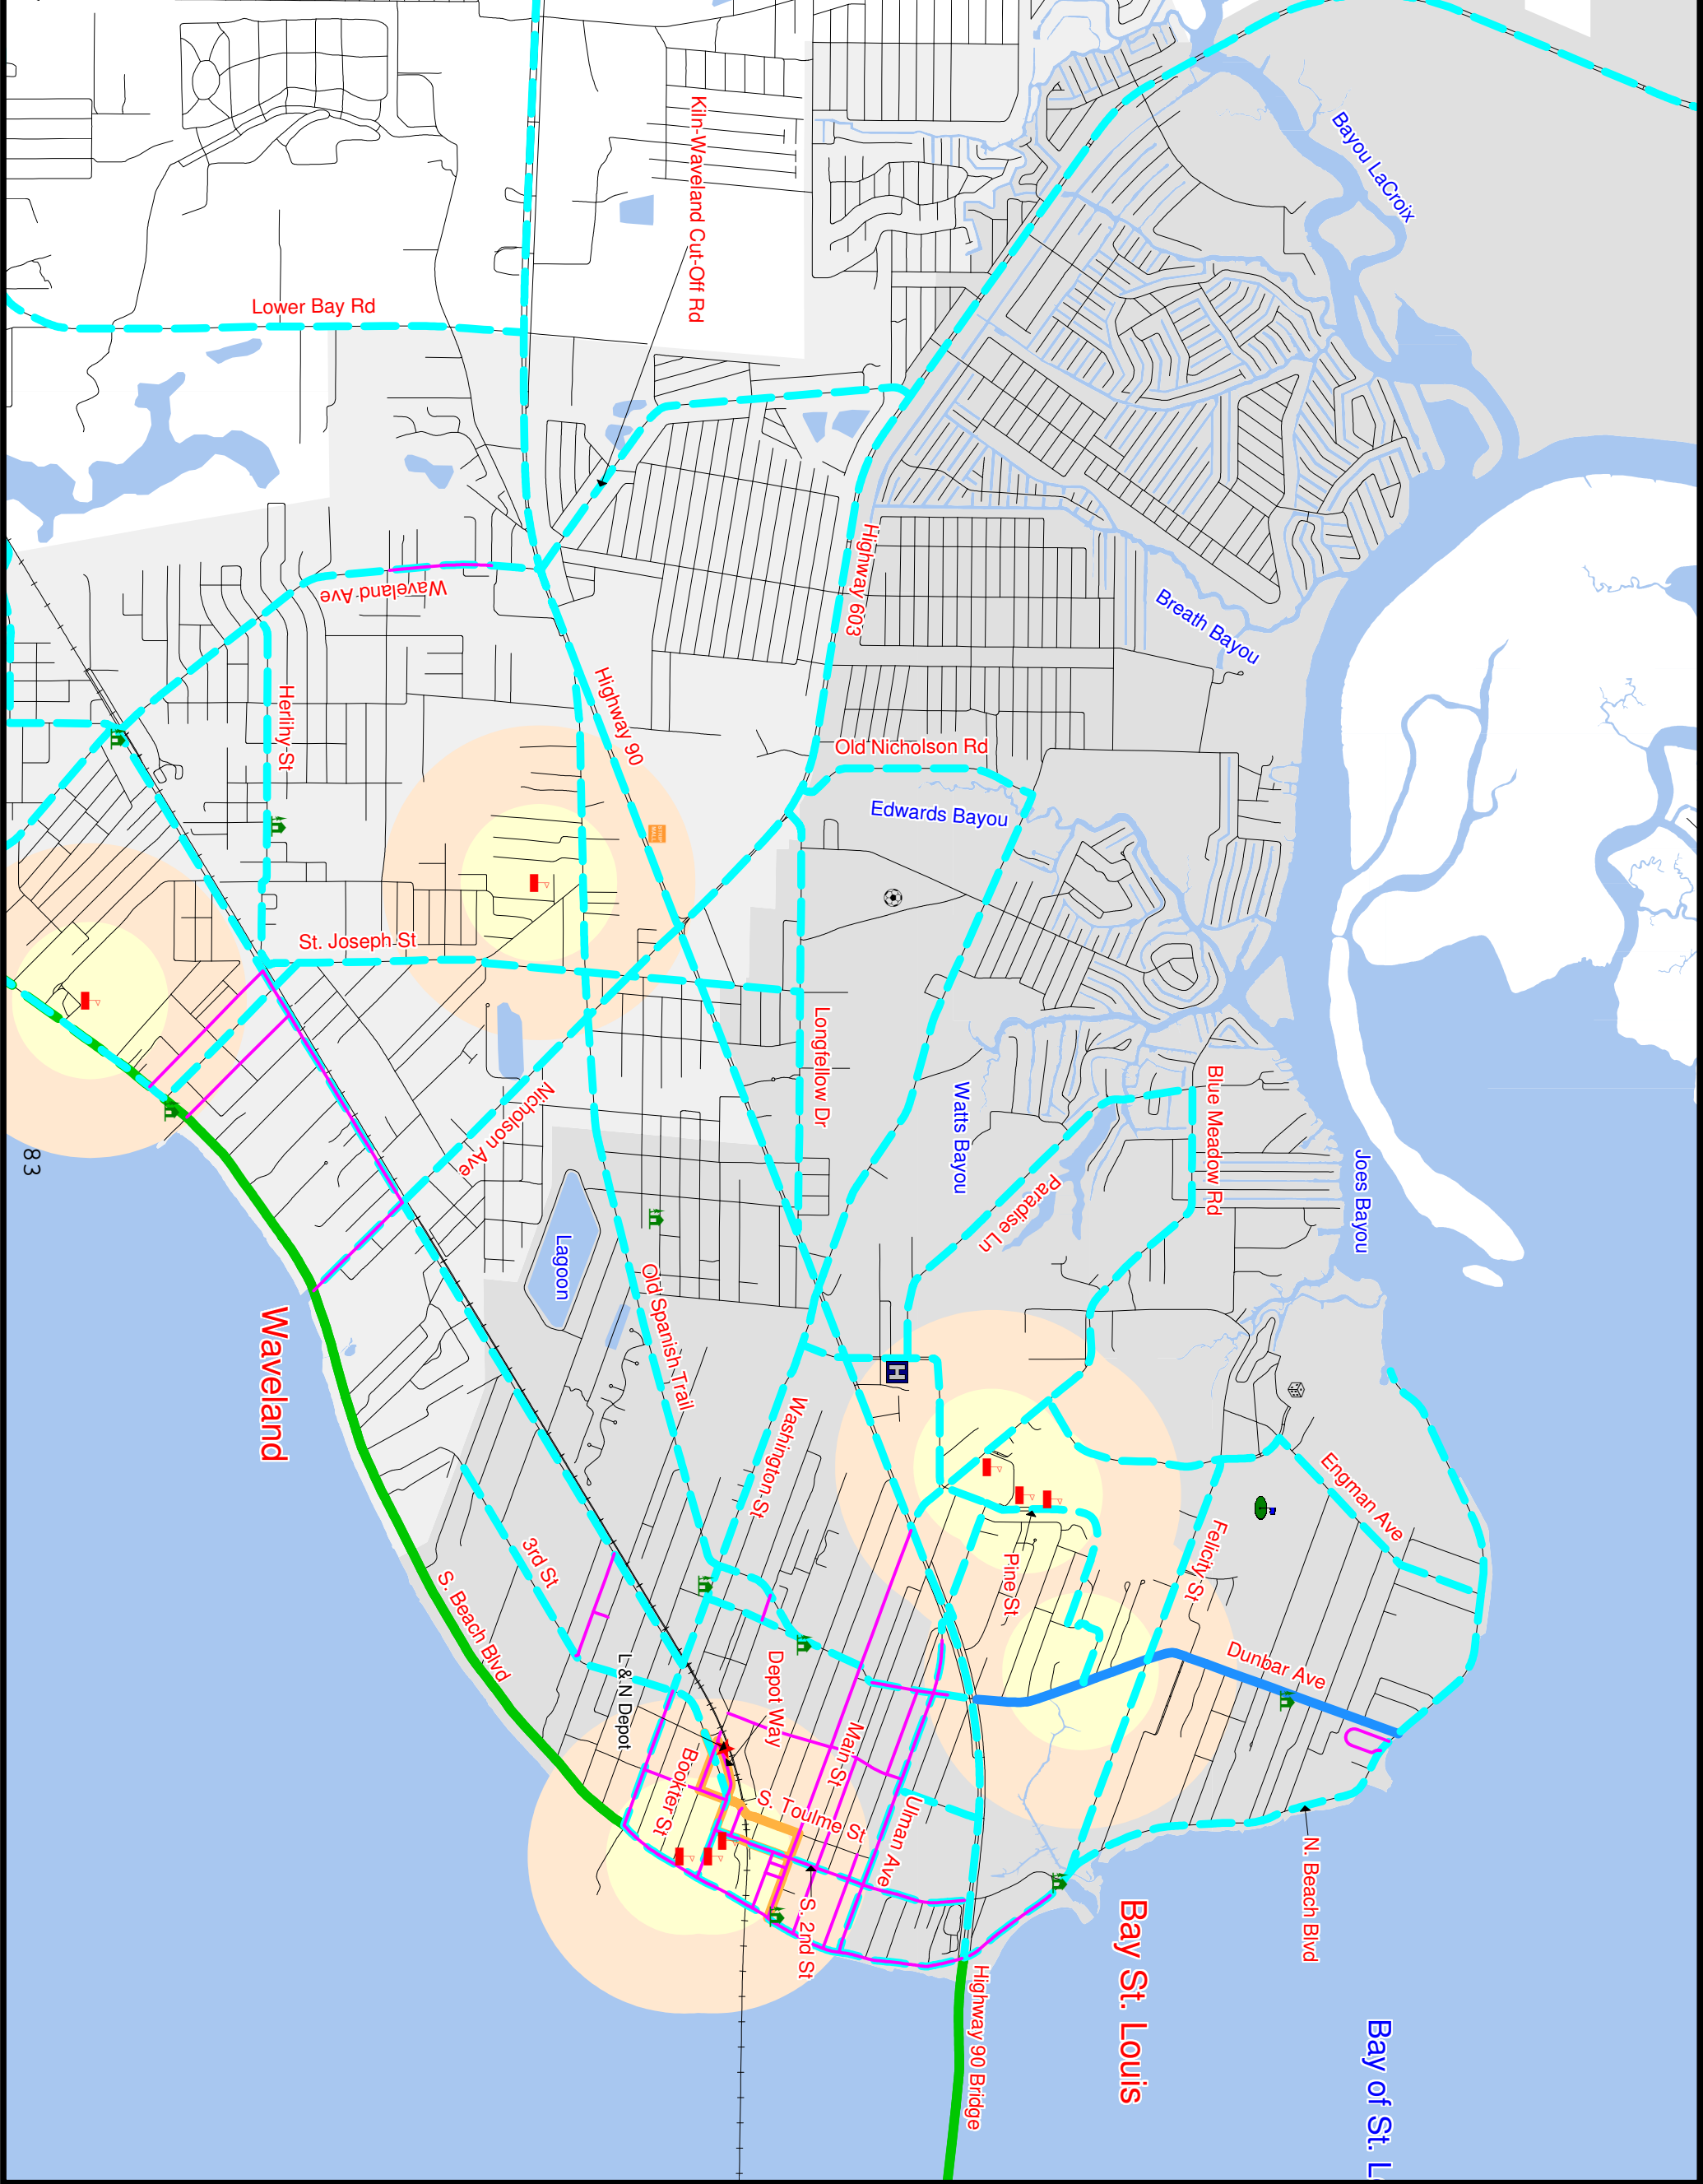 Bayou LaCroix
Kiln-Waveland Cut-Off Rd
Lower Bay Rd
Highway 603
Breath Bayou
Waveland Ave
Herlihy St
Highway 90
Old Nicholson Rd
Edwards Bayou
St. Joseph St
Longfellow Dr
Nicholson Ave
Watts Bayou
Blue Meadow Rd
Joes Bayou
Paradise Ln
83
Lagoon
Old Spanish Trail
Waveland
H
Washington St
Engman Ave
Felicity St
3rd St
Pine St
S. Beach Blvd
Dunbar Ave
L & N Depot
Depot Way
Main St
Bookter St
S. Toulme St
Ulman Ave
N. Beach Blvd
S. 2nd St
Bay St. Louis
Highway 90 Bridge
Bay of St. L